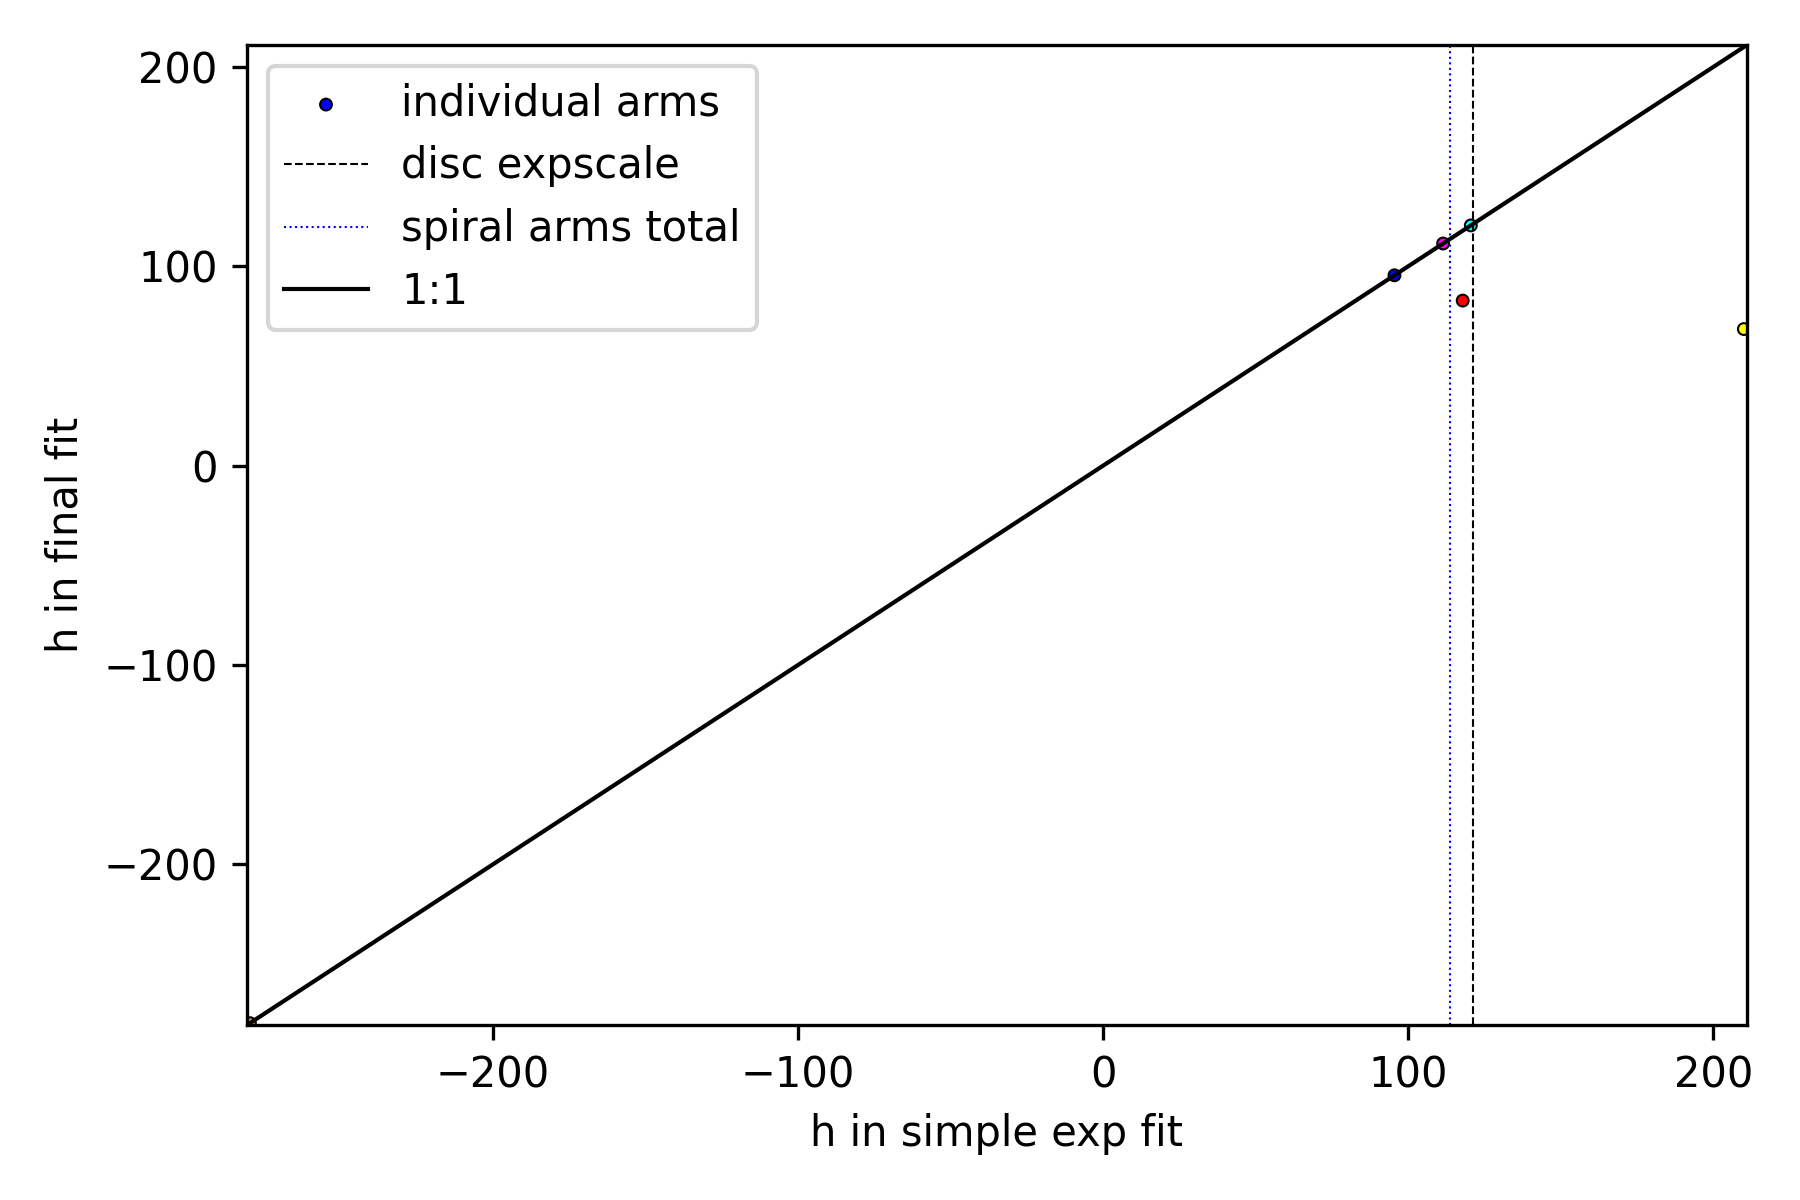 individual arms
disc expscale
spiral arms total
1:1
200
100
0
−100
−200
h in final fit
−200
−100
0
100
200
h in simple exp fit